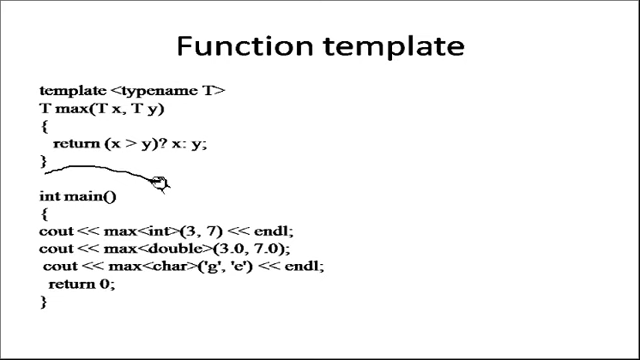 Function template
template <typename T>
T max(T x, T y)
{
return (x > y)? x: y;
}
int main()
{
cout << max<int>(3, 7) << endl;
cout << max<double>(3.0, 7.0);
cout << max<char>('g', 'e') << endl;
return 0;
}